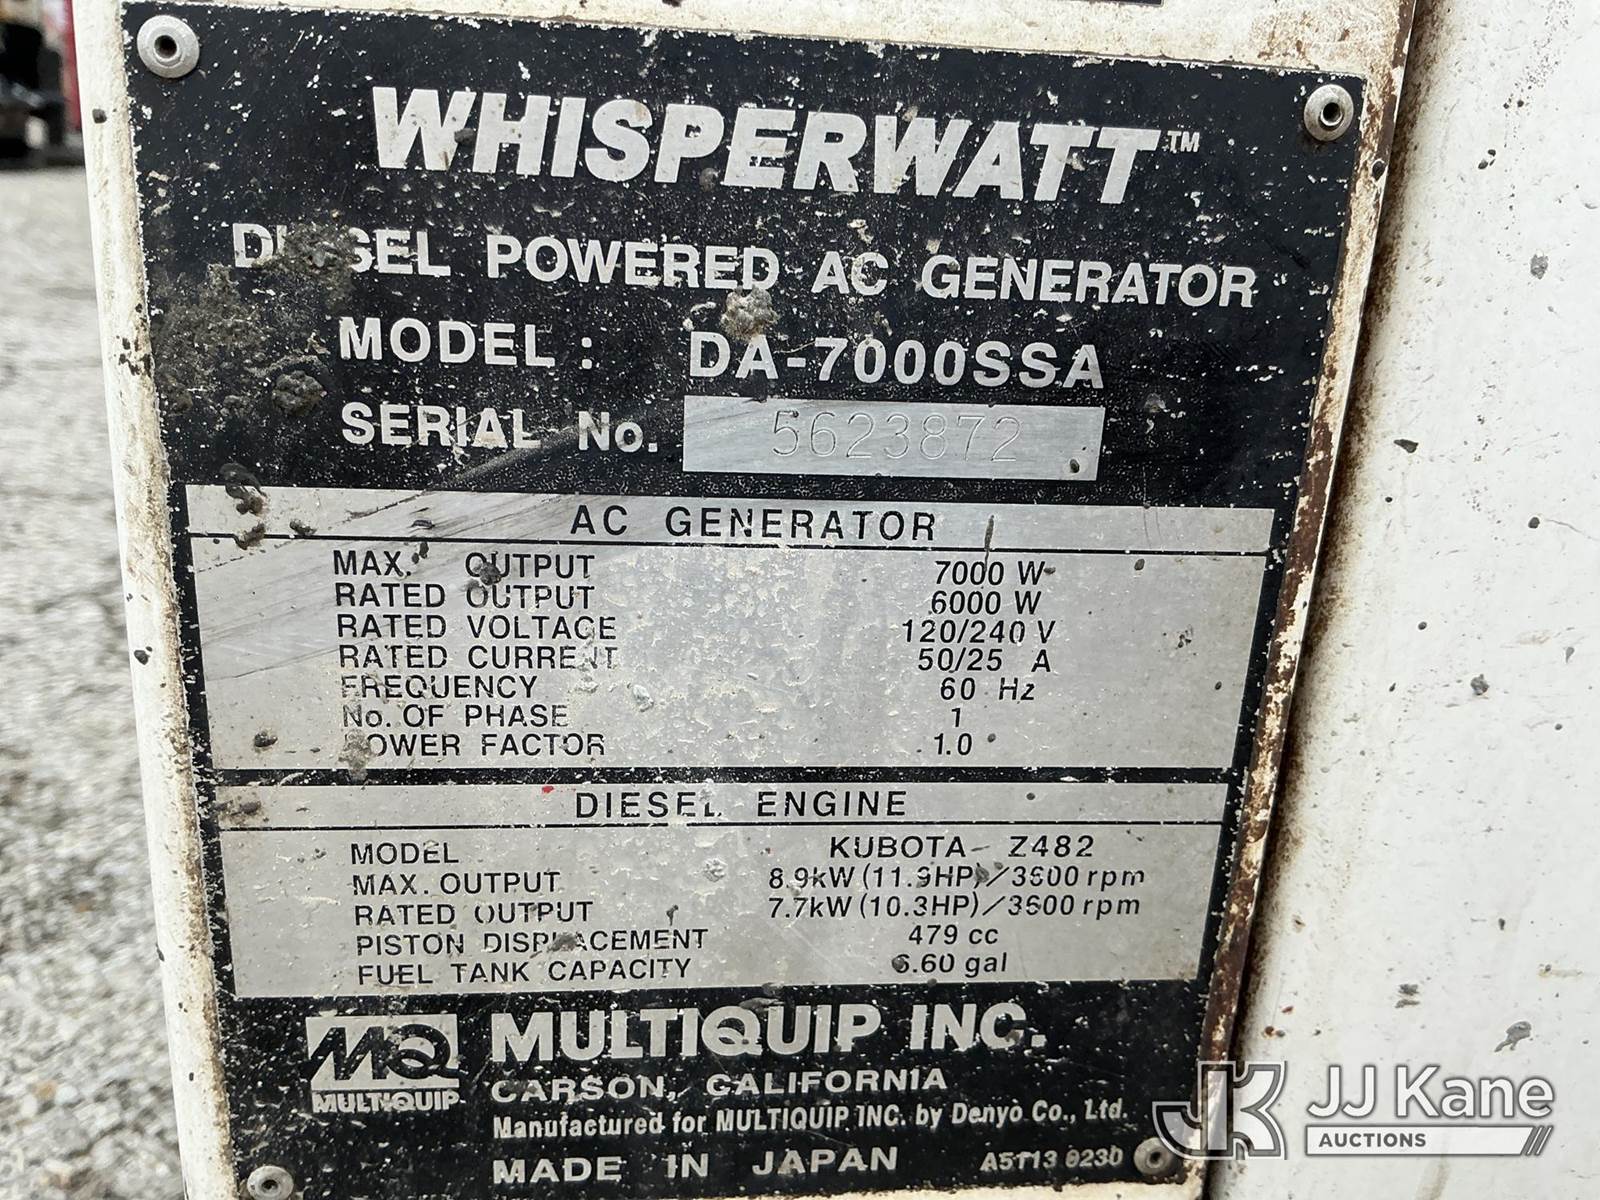 WHISPERWATT™
DIESEL POWERED AC GENERATOR
MODEL : DA-7000SSA
SERIAL No. 5623872
AC GENERATOR
MAX. OUTPUT 7000 W
RATED OUTPUT 6000 W
RATED VOLTAGE 120/240 V
RATED CURRENT 50/25 A
FREQUENCY 60 Hz
No. OF PHASE 1
POWER FACTOR 1.0
DIESEL ENGINE
MODEL KUBOTA Z482
MAX. OUTPUT 8.9kW (11.9HP)/3600 rpm
RATED OUTPUT 7.7kW (10.3HP)/3600 rpm
PISTON DISPLACEMENT 479 cc
FUEL TANK CAPACITY 6.60 gal
MQ MULTIQUIP INC.
MULTIQUIP CARSON, CALIFORNIA
Manufactured for MULTIQUIP INC. by Denyo Co., Ltd.
MADE IN JAPAN A5113 0230
JK JJ Kane
AUCTIONS